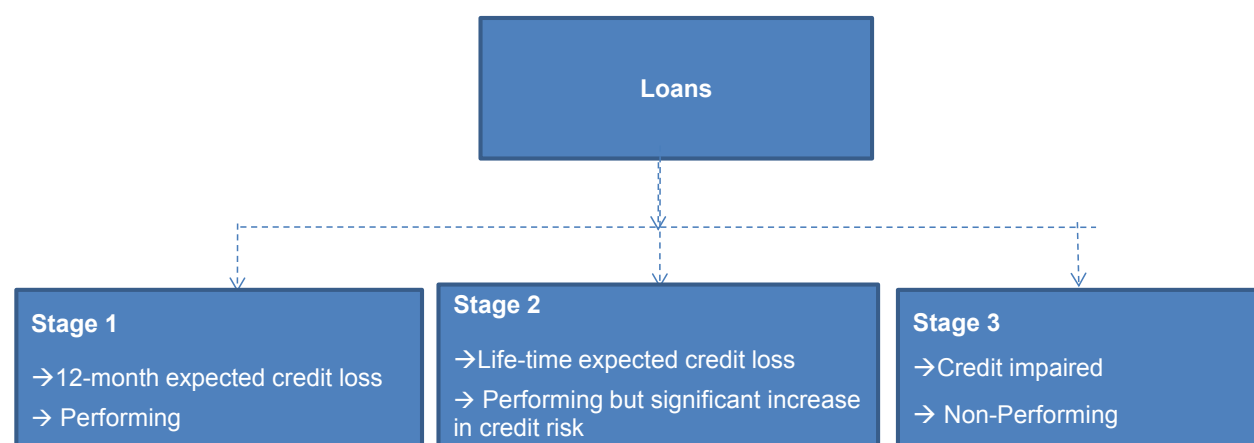 Loans
Stage 1
→12-month expected credit loss
→ Performing
Stage 2
→Life-time expected credit loss
→ Performing but significant increase
in credit risk
Stage 3
→Credit impaired
→ Non-Performing